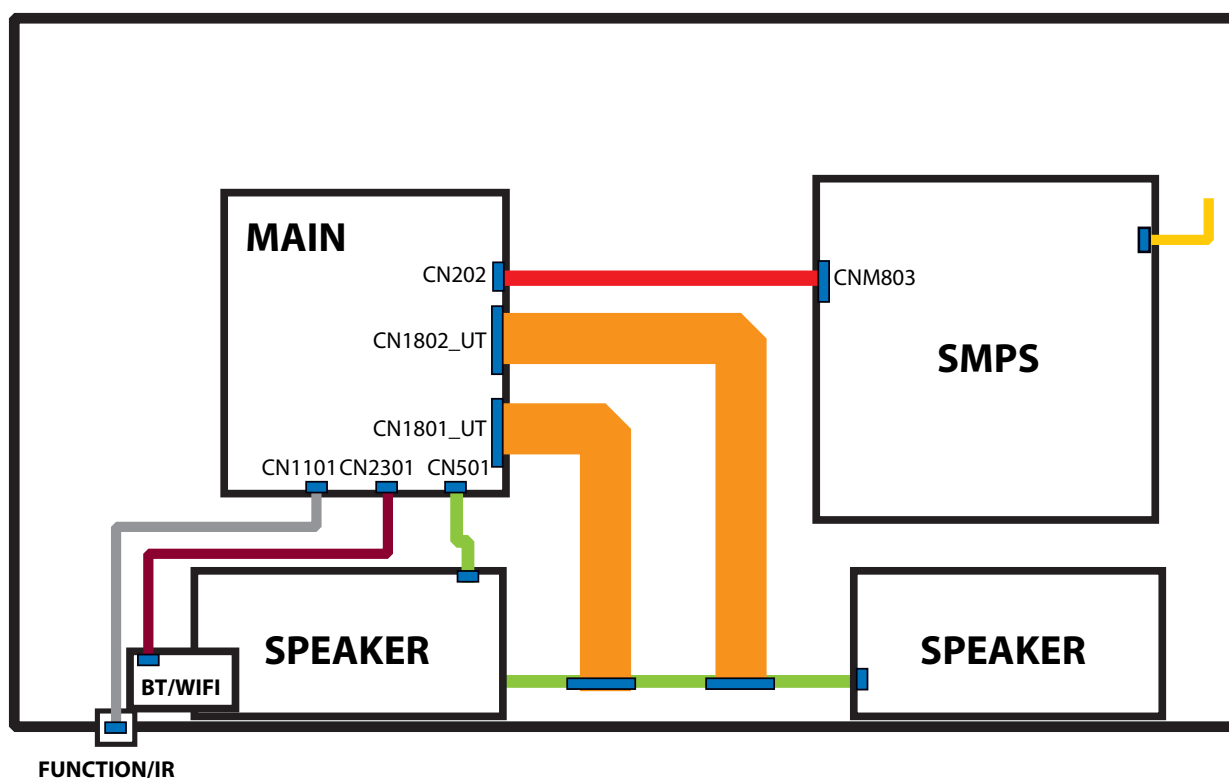 MAIN
CN202
CNM803
CN1802_UT
SMPS
CN1801_UT
CN1101 CN2301 CN501
SPEAKER
SPEAKER
BT/WIFI
FUNCTION/IR